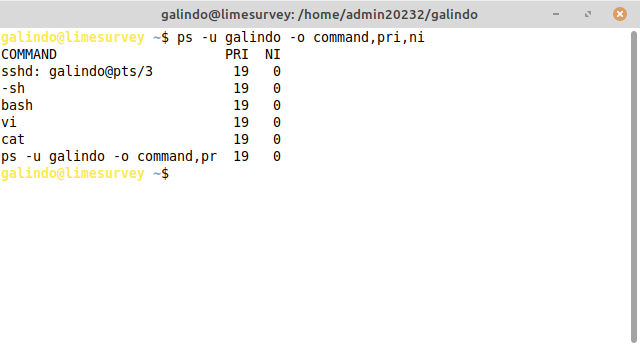 galindo@limesurvey: /home/admin20232/galindo
galindo@limesurvey ~$ ps -u galindo -o command,pri,ni
COMMAND                     PRI  NI
sshd: galindo@pts/3          19   0
-sh                          19   0
bash                         19   0
vi                           19   0
cat                          19   0
ps -u galindo -o command,pr  19   0
galindo@limesurvey ~$